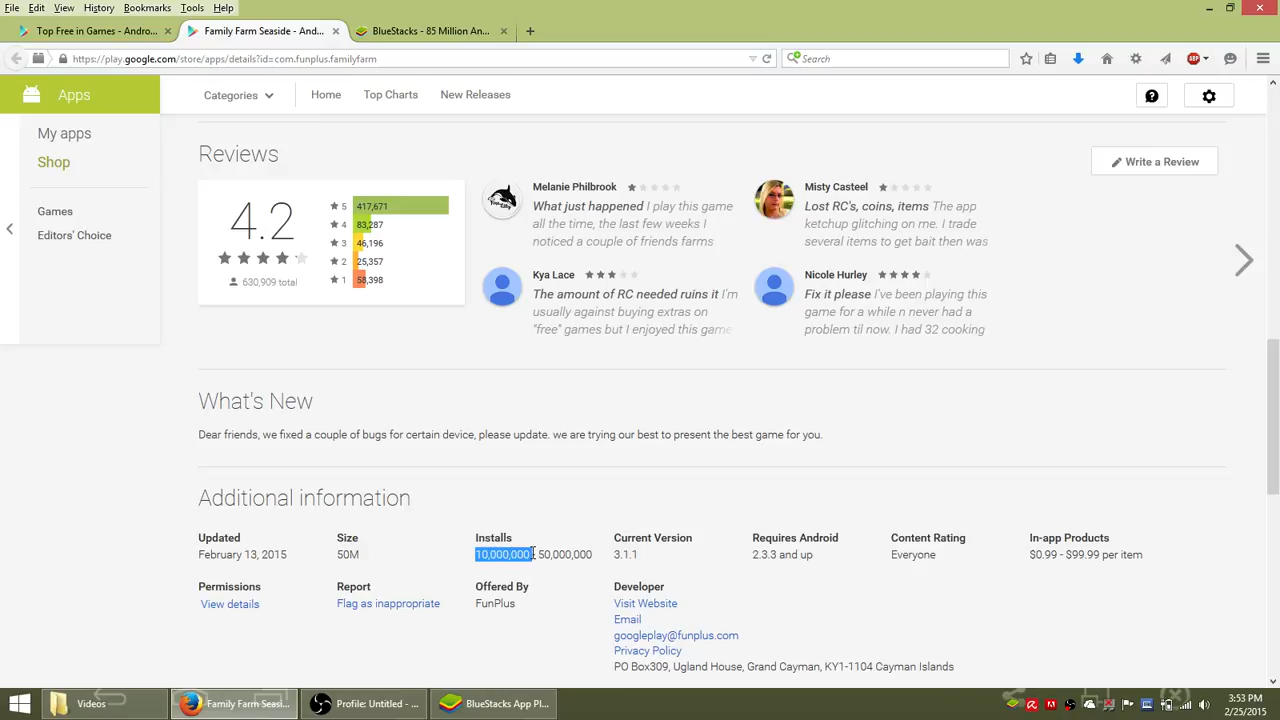 File Edit View History Bookmarks Tools Help
Top Free in Games - Andro...
Family Farm Seaside - And...
BlueStacks - 85 Million An...
https://play.google.com/store/apps/details?id=com.funplus.familyfarm
Search
Apps
Categories
Home
Top Charts
New Releases
My apps
Shop
Games
Editors' Choice
Reviews
Write a Review
4.2
630,909 total
5 417,671
4 83,287
3 46,196
2 25,357
1 58,398
Melanie Philbrook
What just happened I play this game
all the time, the last few weeks I
noticed a couple of friends farms
Misty Casteel
Lost RC's, coins, items The app
ketchup glitching on me. I trade
several items to get bait then was
Kya Lace
The amount of RC needed ruins it I'm
usually against buying extras on
"free" games but I enjoyed this game
Nicole Hurley
Fix it please I've been playing this
game for a while n never had a
problem til now. I had 32 cooking
What's New
Dear friends, we fixed a couple of bugs for certain device, please update. we are trying our best to present the best game for you.
Additional information
Updated
February 13, 2015
Size
50M
Installs
10,000,000 - 50,000,000
Current Version
3.1.1
Requires Android
2.3.3 and up
Content Rating
Everyone
In-app Products
$0.99 - $99.99 per item
Permissions
View details
Report
Flag as inappropriate
Offered By
FunPlus
Developer
Visit Website
Email
googleplay@funplus.com
Privacy Policy
PO Box309, Ugland House, Grand Cayman, KY1-1104 Cayman Islands
Videos
Family Farm Seasi...
Profile: Untitled - ...
BlueStacks App Pl...
3:53 PM
2/25/2015